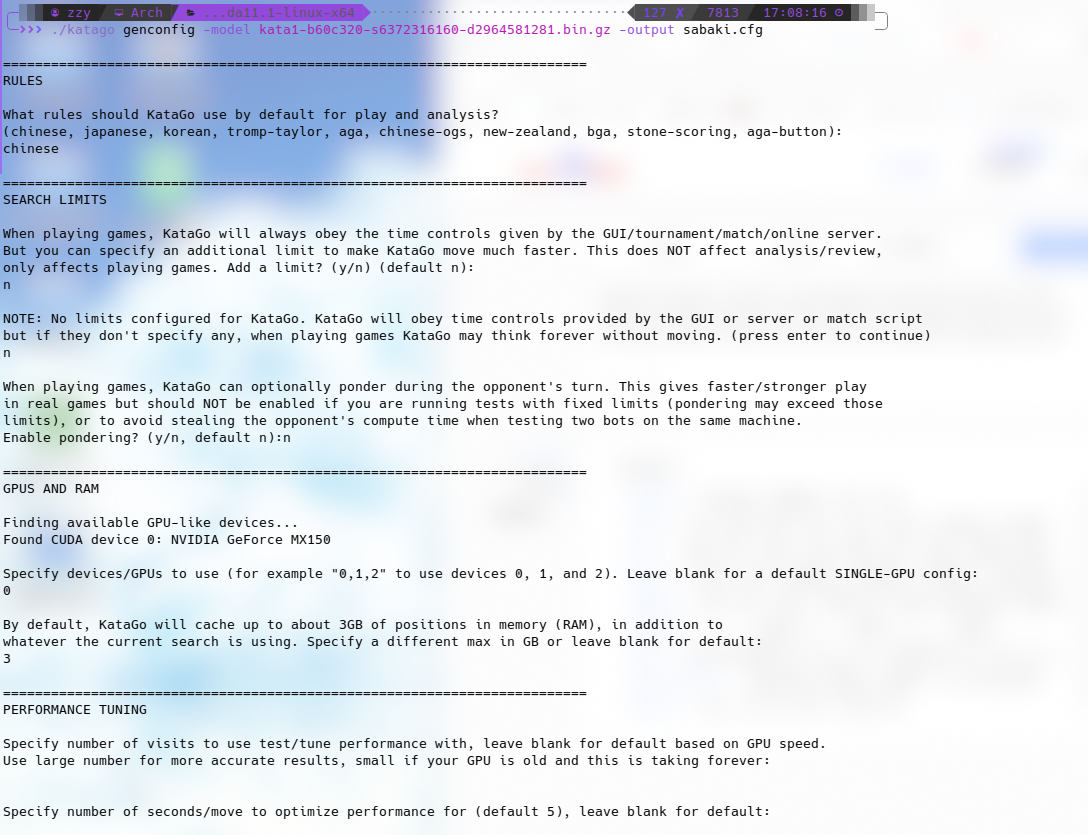 zzy Arch ...da11.1-linux-x64 127 ✗ 7813 17:08:16
>>> ./katago genconfig -model kata1-b60c320-s6372316160-d2964581281.bin.gz -output sabaki.cfg
=========================================================================
RULES
What rules should KataGo use by default for play and analysis?
(chinese, japanese, korean, tromp-taylor, aga, chinese-ogs, new-zealand, bga, stone-scoring, aga-button):
chinese
=========================================================================
SEARCH LIMITS
When playing games, KataGo will always obey the time controls given by the GUI/tournament/match/online server.
But you can specify an additional limit to make KataGo move much faster. This does NOT affect analysis/review,
only affects playing games. Add a limit? (y/n) (default n):
n
NOTE: No limits configured for KataGo. KataGo will obey time controls provided by the GUI or server or match script
but if they don't specify any, when playing games KataGo may think forever without moving. (press enter to continue)
n
When playing games, KataGo can optionally ponder during the opponent's turn. This gives faster/stronger play
in real games but should NOT be enabled if you are running tests with fixed limits (pondering may exceed those
limits), or to avoid stealing the opponent's compute time when testing two bots on the same machine.
Enable pondering? (y/n, default n):n
=========================================================================
GPUS AND RAM
Finding available GPU-like devices...
Found CUDA device 0: NVIDIA GeForce MX150
Specify devices/GPUs to use (for example "0,1,2" to use devices 0, 1, and 2). Leave blank for a default SINGLE-GPU config:
0
By default, KataGo will cache up to about 3GB of positions in memory (RAM), in addition to
whatever the current search is using. Specify a different max in GB or leave blank for default:
3
=========================================================================
PERFORMANCE TUNING
Specify number of visits to use test/tune performance with, leave blank for default based on GPU speed.
Use large number for more accurate results, small if your GPU is old and this is taking forever:
Specify number of seconds/move to optimize performance for (default 5), leave blank for default: